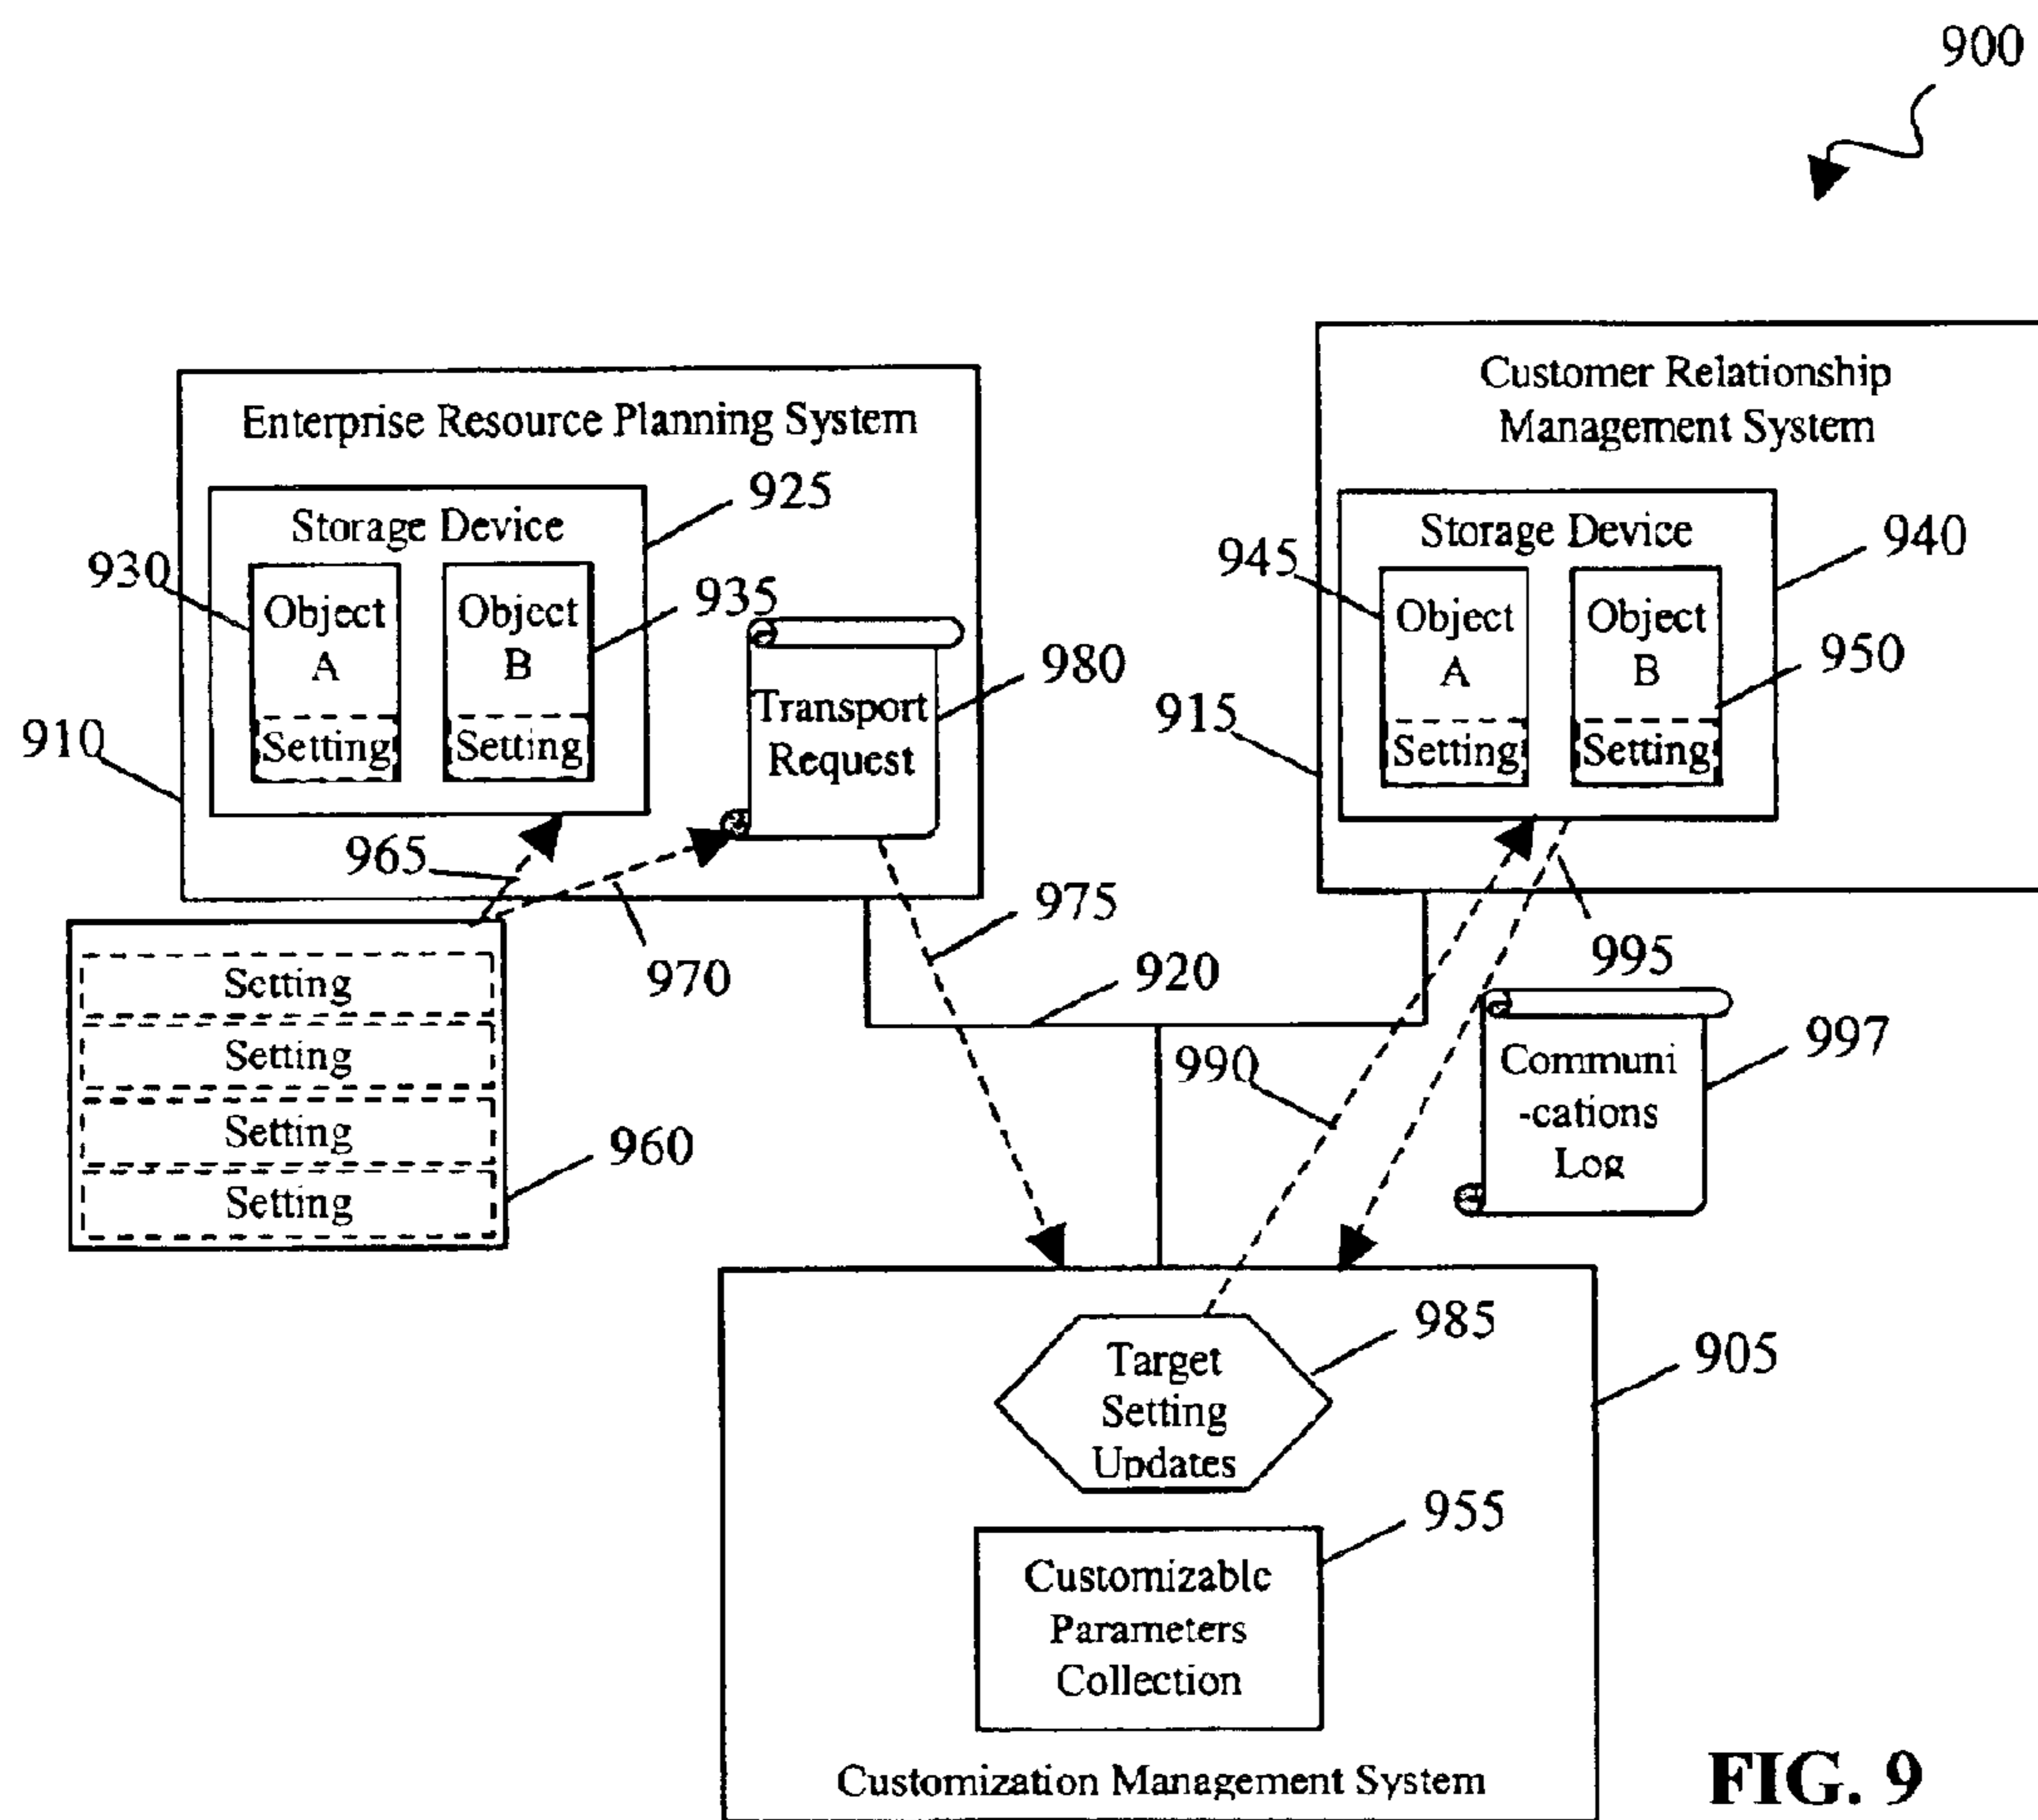 900
Enterprise Resource Planning System
Storage Device
925
930
Object
A
Setting
Object
B
Setting
935
Transport
Request
980
910
965
970
975
Customer Relationship
Management System
Storage Device
940
945
Object
A
Setting
Object
B
Setting
950
915
995
920
990
Communi
-cations
Log
997
Setting
Setting
Setting
Setting
960
Target
Setting
Updates
985
905
955
Customizable
Parameters
Collection
Customization Management System
FIG. 9